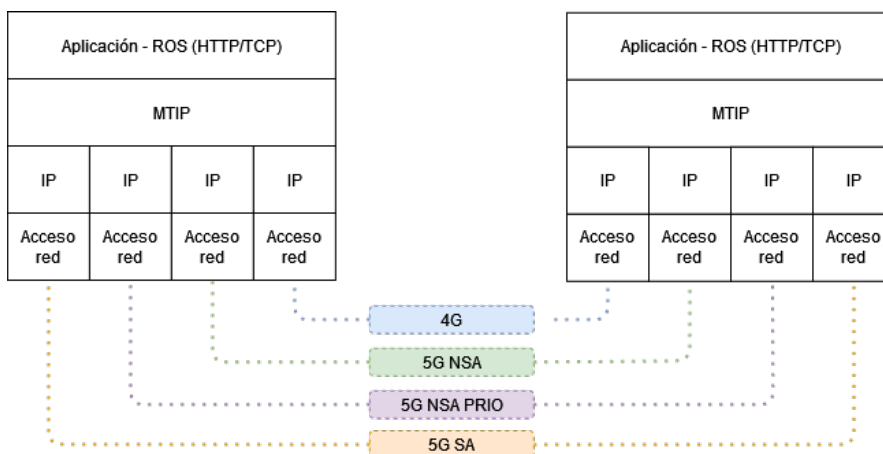 Aplicación - ROS (HTTP/TCP) Aplicación - ROS (HTTP/TCP)
MTIP MTIP
IP IP IP IP IP IP IP IP
Acceso Acceso Acceso Acceso Acceso Acceso Acceso Acceso
red red red red red red red red
4G
5G NSA
5G NSA PRIO
5G SA